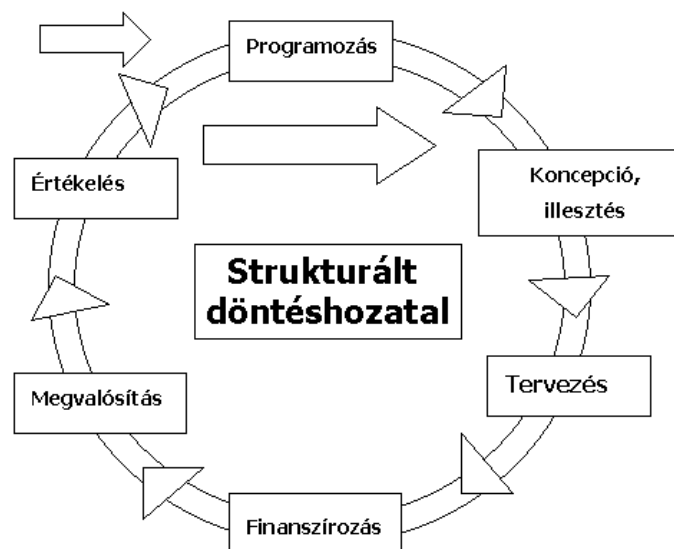 Programozás
Koncepció,
illesztés
Értékelés
Strukturált
döntéshozatal
Tervezés
Megvalósítás
Finanszírozás